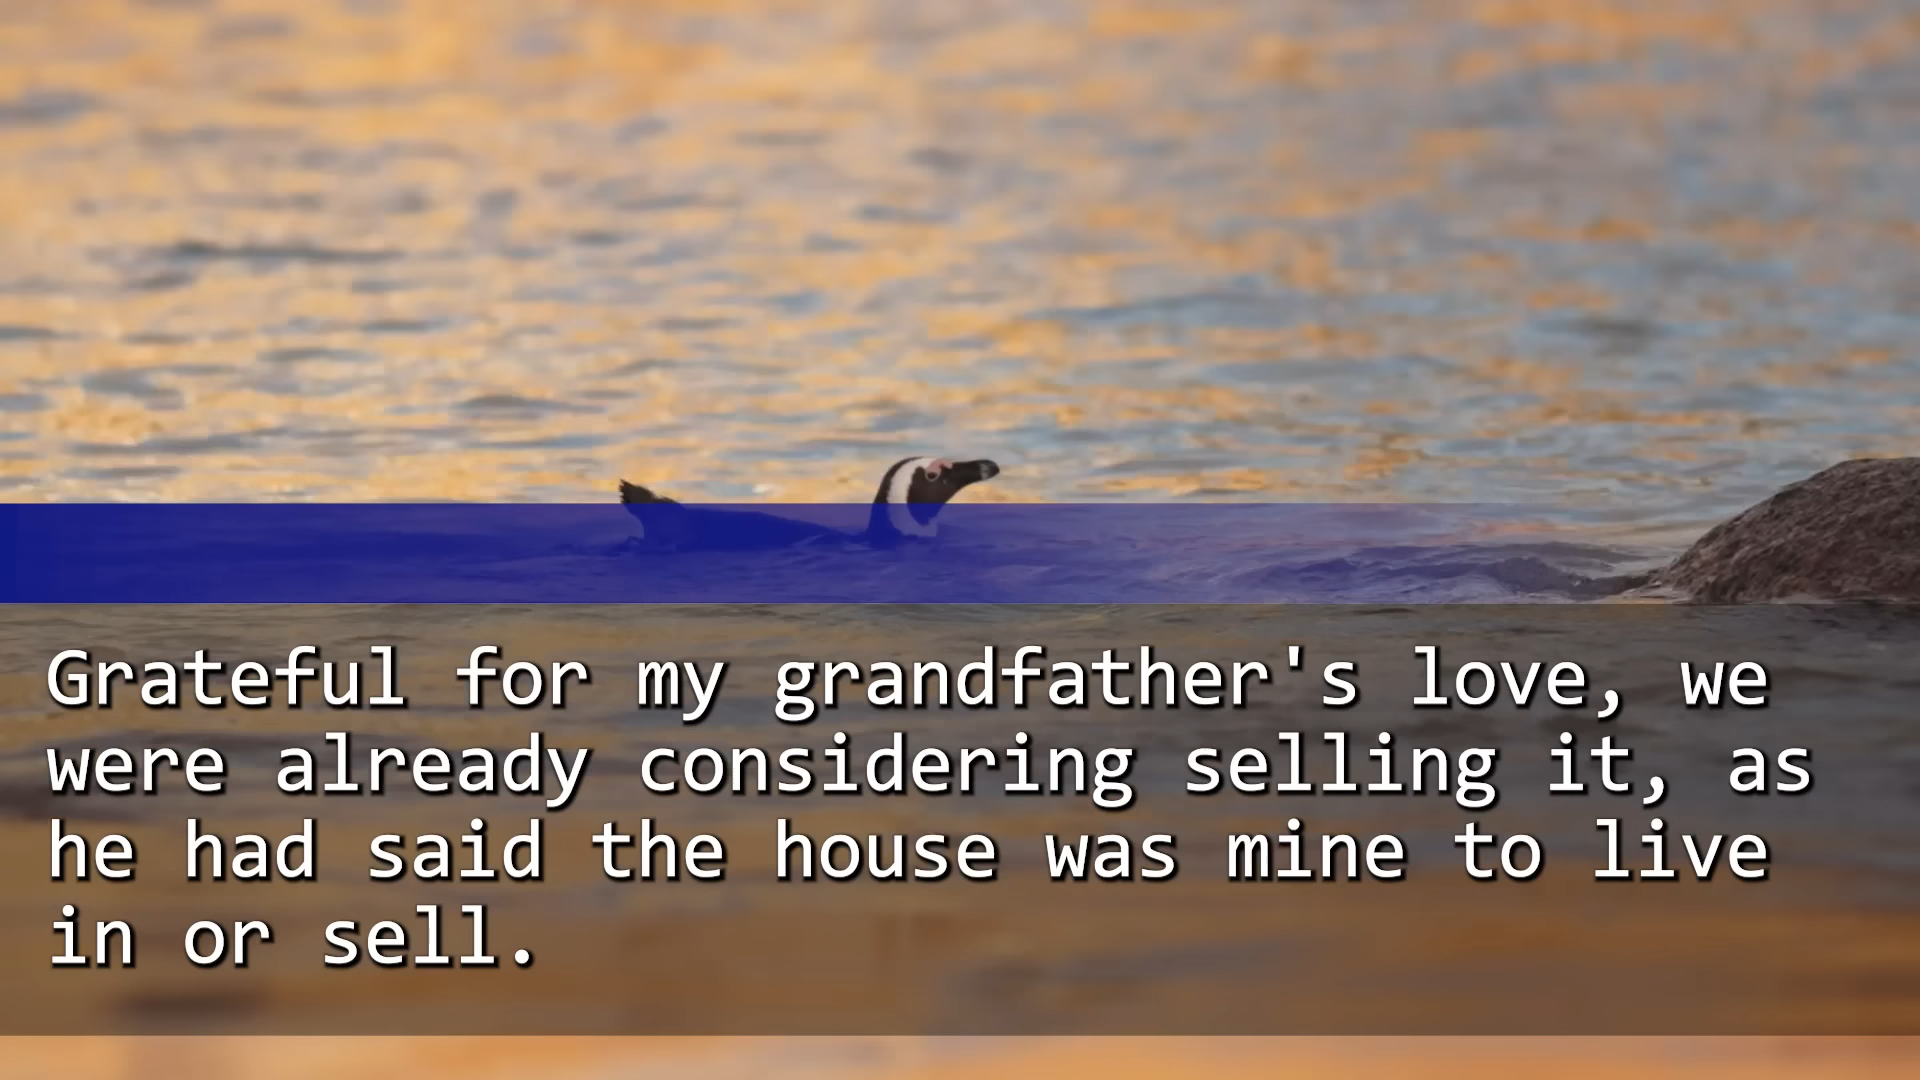 Grateful for my grandfather's love, we
were already considering selling it, as
he had said the house was mine to live
in or sell.